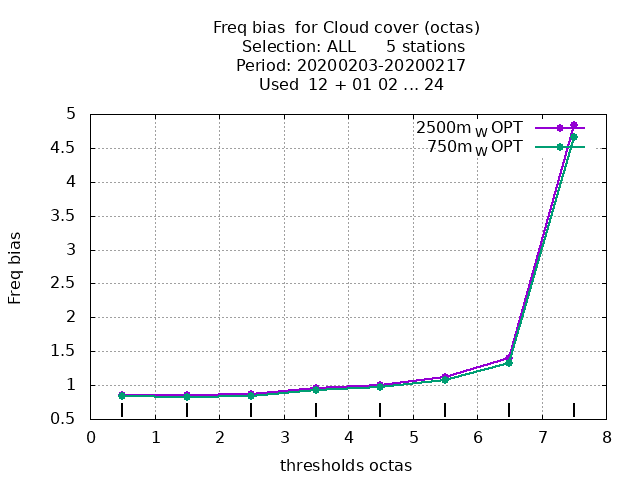 Freq bias  for Cloud cover (octas)
Selection: ALL      5 stations
Period: 20200203-20200217
Used  12 + 01 02 ... 24
2500m W OPT
750m W OPT
5
4.5
4
3.5
3
2.5
2
1.5
1
0.5
Freq bias
0 1 2 3 4 5 6 7 8
thresholds octas